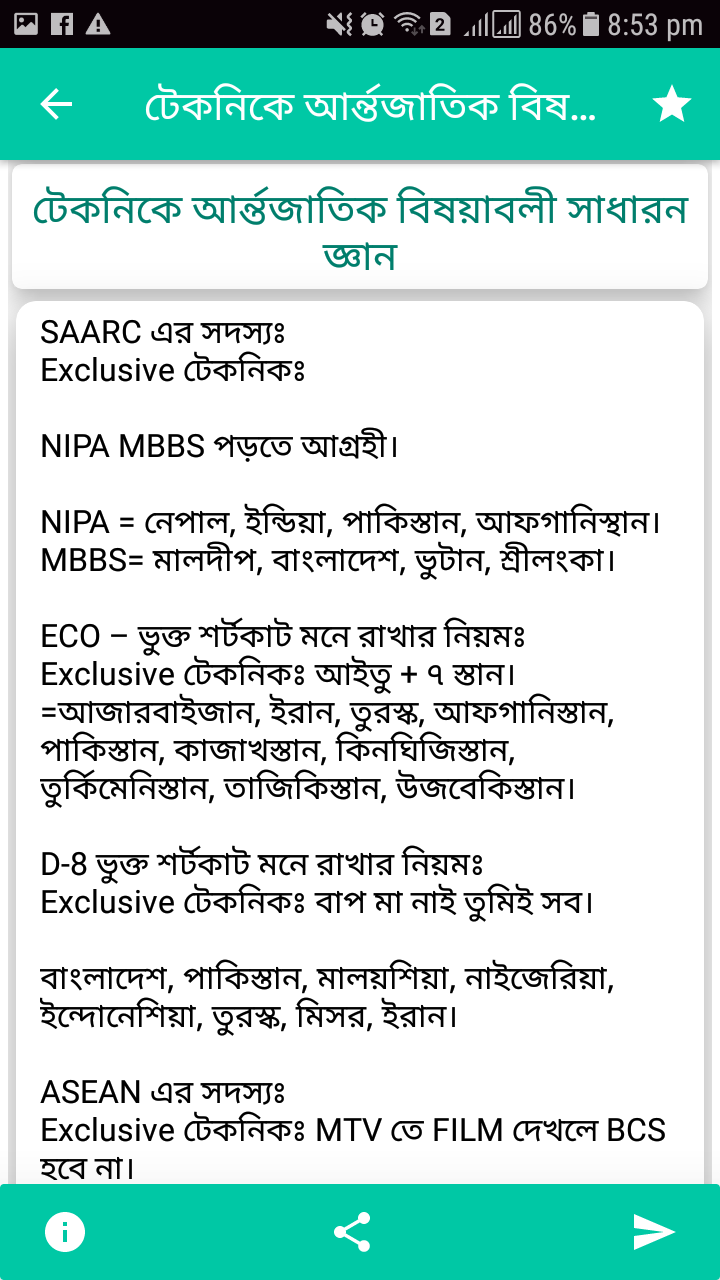 2 86% 8:53 pm
টেকনিকে আর্ন্তজাতিক বিষ...
টেকনিকে আর্ন্তজাতিক বিষয়াবলী সাধারন
জ্ঞান
SAARC এর সদস্যঃ
Exclusive টেকনিকঃ
NIPA MBBS পড়তে আগ্রহী।
NIPA = নেপাল, ইন্ডিয়া, পাকিস্তান, আফগানিস্থান।
MBBS= মালদীপ, বাংলাদেশ, ভুটান, শ্রীলংকা।
ECO – ভুক্ত শর্টকাট মনে রাখার নিয়মঃ
Exclusive টেকনিকঃ আইতু + ৭ স্তান।
=আজারবাইজান, ইরান, তুরস্ক, আফগানিস্তান,
পাকিস্তান, কাজাখস্তান, কিনঘিজিস্তান,
তুর্কিমেনিস্তান, তাজিকিস্তান, উজবেকিস্তান।
D-8 ভুক্ত শর্টকাট মনে রাখার নিয়মঃ
Exclusive টেকনিকঃ বাপ মা নাই তুমিই সব।
বাংলাদেশ, পাকিস্তান, মালয়শিয়া, নাইজেরিয়া,
ইন্দোনেশিয়া, তুরস্ক, মিসর, ইরান।
ASEAN এর সদস্যঃ
Exclusive টেকনিকঃ MTV তে FILM দেখলে BCS
হবে না।